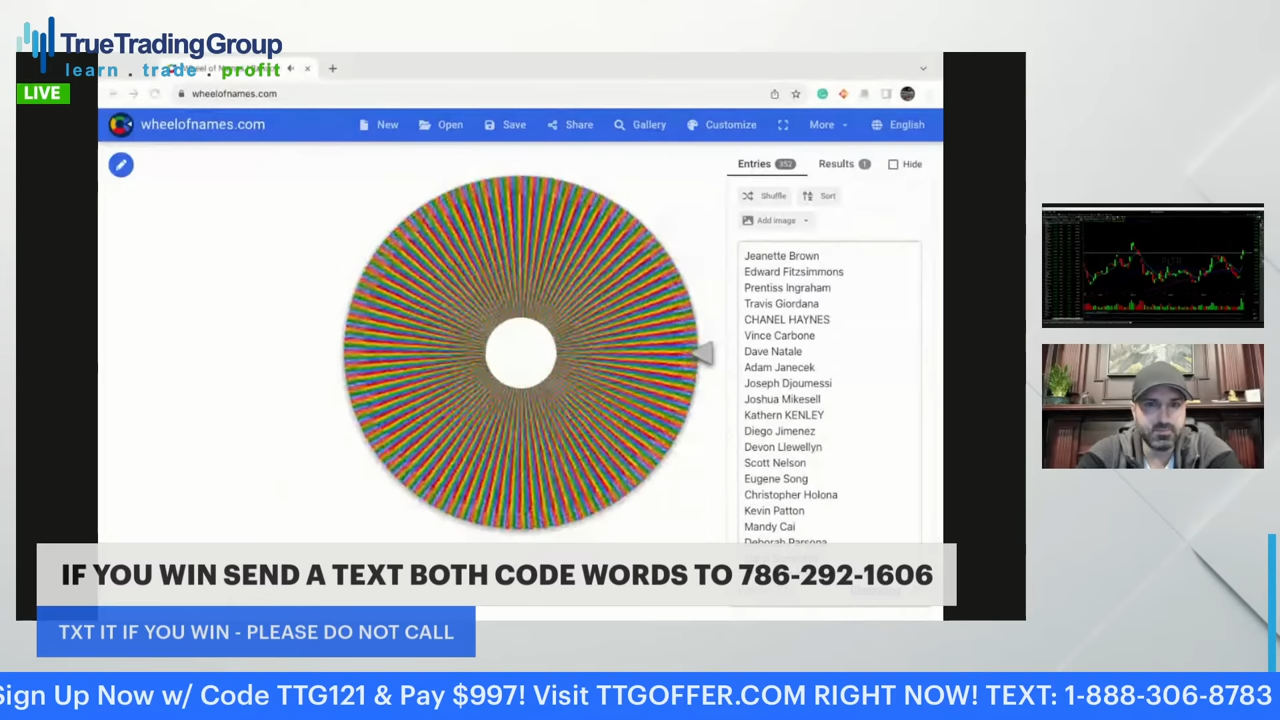 TrueTradingGroup
learn . trade . profit
LIVE
wheelofnames.com
wheelofnames.com
New
Open
Save
Share
Gallery
Customize
More
English
Entries 352
Results 1
Hide
Shuffle
Sort
Add image
Jeanette Brown
Edward Fitzsimmons
Prentiss Ingraham
Travis Giordana
CHANEL HAYNES
Vince Carbone
Dave Natale
Adam Janecek
Joseph Djoumessi
Joshua Mikesell
Kathern KENLEY
Diego Jimenez
Devon Llewellyn
Scott Nelson
Eugene Song
Christopher Holona
Kevin Patton
Mandy Cai
Deborah Parsona
IF YOU WIN SEND A TEXT BOTH CODE WORDS TO 786-292-1606
TXT IT IF YOU WIN - PLEASE DO NOT CALL
Sign Up Now w/ Code TTG121 & Pay $997! Visit TTGOFFER.COM RIGHT NOW! TEXT: 1-888-306-8783